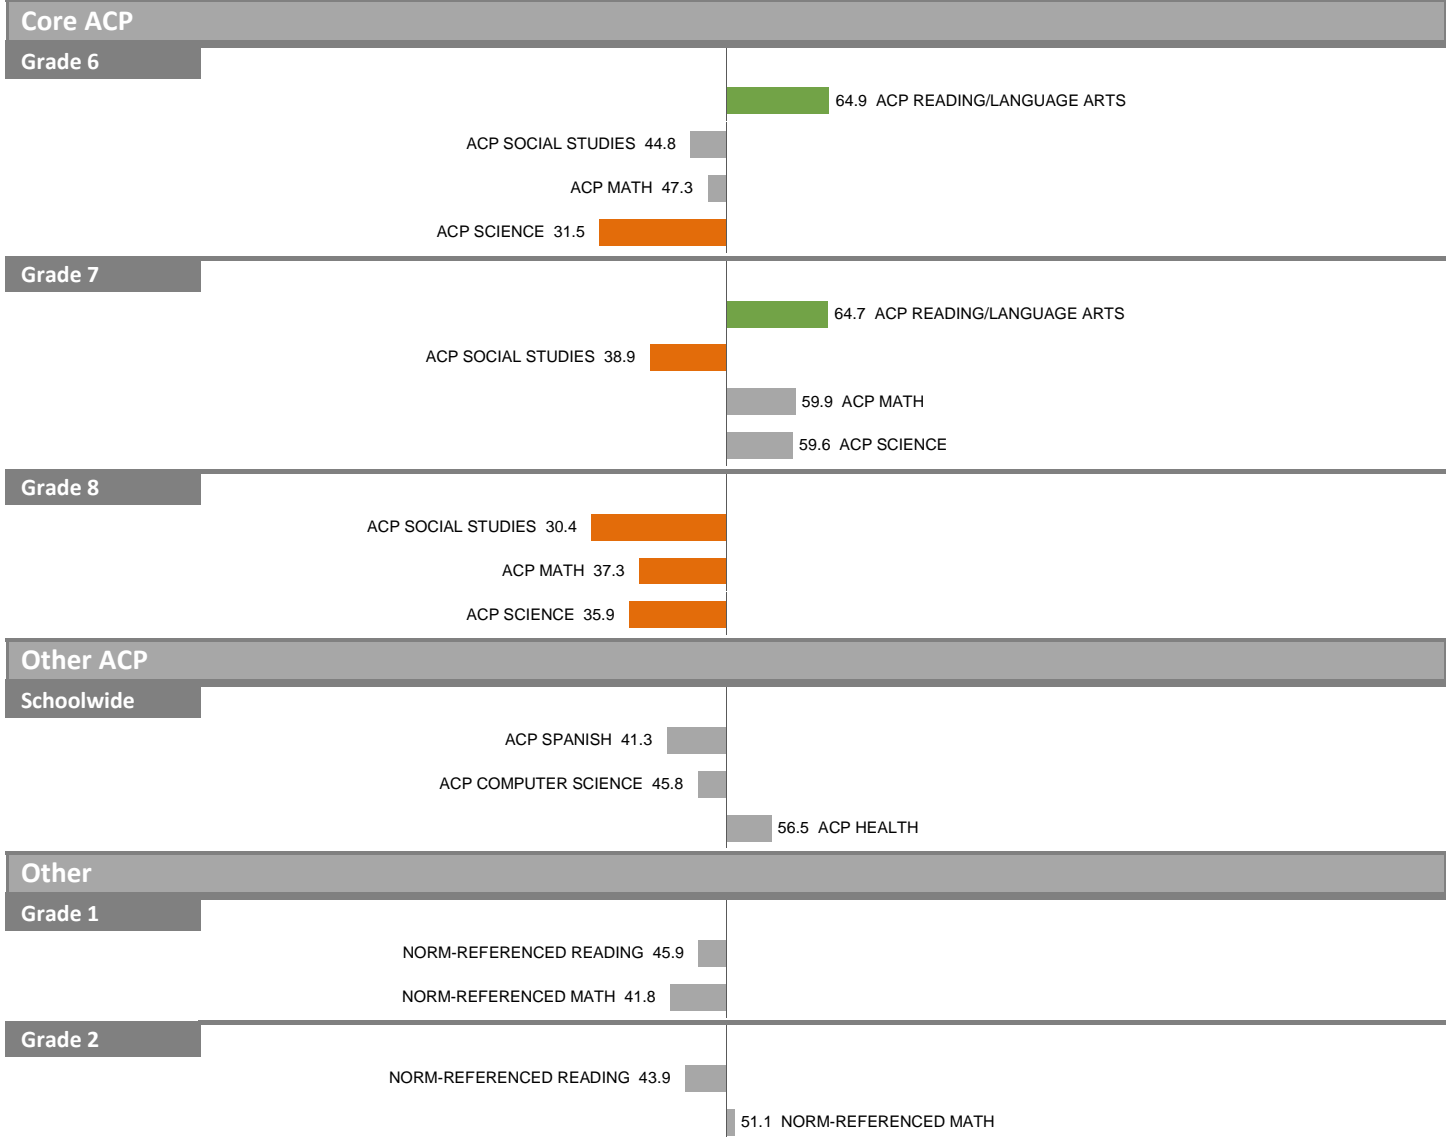 Core ACP
Grade 6
64.9 ACP READING/LANGUAGE ARTS
ACP SOCIAL STUDIES 44.8
ACP MATH 47.3
ACP SCIENCE 31.5
Grade 7
64.7 ACP READING/LANGUAGE ARTS
ACP SOCIAL STUDIES 38.9
59.9 ACP MATH
59.6 ACP SCIENCE
Grade 8
ACP SOCIAL STUDIES 30.4
ACP MATH 37.3
ACP SCIENCE 35.9
Other ACP
Schoolwide
ACP SPANISH 41.3
ACP COMPUTER SCIENCE 45.8
56.5 ACP HEALTH
Other
Grade 1
NORM-REFERENCED READING 45.9
NORM-REFERENCED MATH 41.8
Grade 2
NORM-REFERENCED READING 43.9
51.1 NORM-REFERENCED MATH